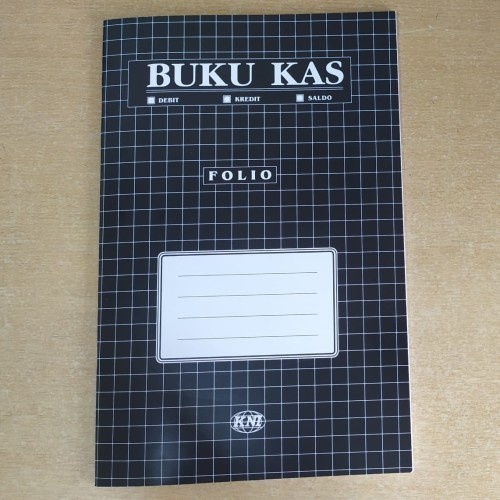 BUKU KAS
DEBIT KREDIT SALDO
FOLIO
KNI